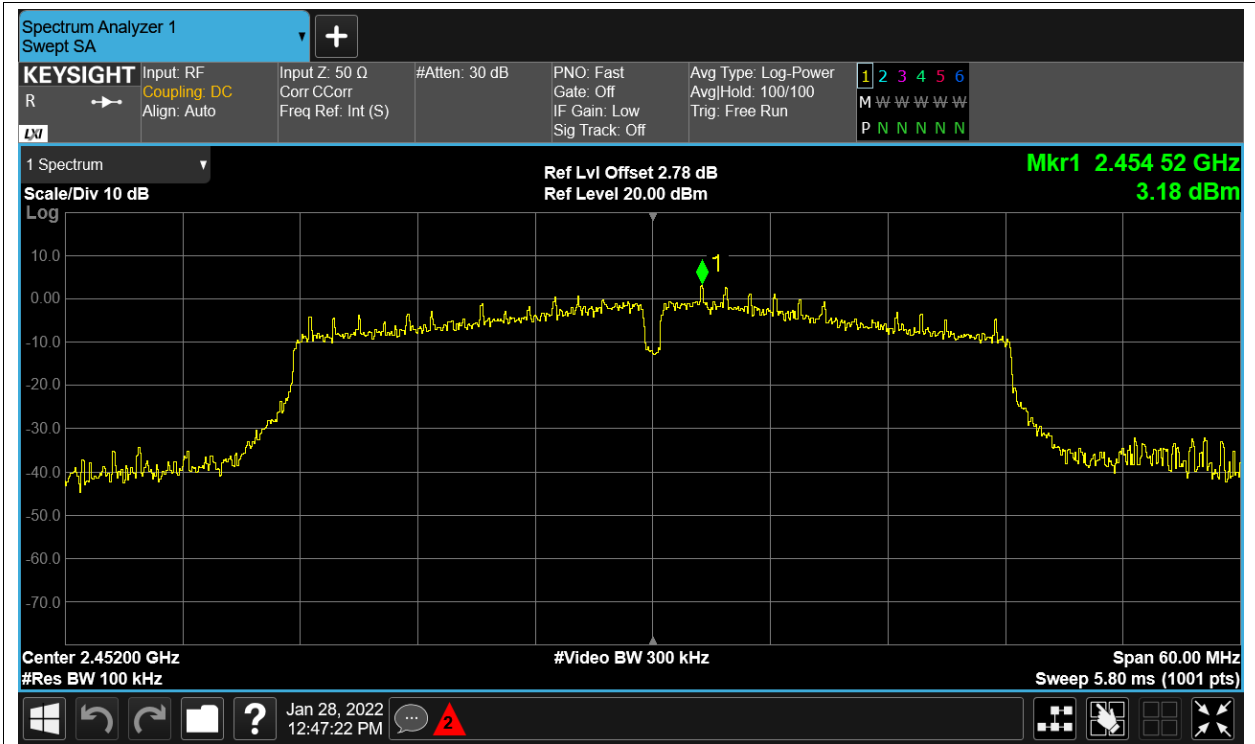 Spectrum Analyzer 1
Swept SA
KEYSIGHT
R
LXI
Input: RF
Coupling: DC
Align: Auto
Input Z: 50 Ω
Corr CCorr
Freq Ref: Int (S)
#Atten: 30 dB
PNO: Fast
Gate: Off
IF Gain: Low
Sig Track: Off
Avg Type: Log-Power
Avg|Hold: 100/100
Trig: Free Run
1 2 3 4 5 6
M W W W W W
P N N N N N
1 Spectrum
Scale/Div 10 dB
Ref Lvl Offset 2.78 dB
Ref Level 20.00 dBm
Mkr1 2.454 52 GHz
3.18 dBm
Log
10.0
0.00
-10.0
-20.0
-30.0
-40.0
-50.0
-60.0
-70.0
1
Center 2.45200 GHz
#Res BW 100 kHz
#Video BW 300 kHz
Span 60.00 MHz
Sweep 5.80 ms (1001 pts)
?
Jan 28, 2022
12:47:22 PM
2